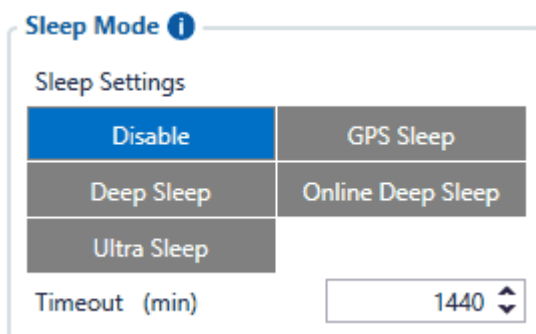 Sleep Mode i
Sleep Settings
Disable GPS Sleep
Deep Sleep Online Deep Sleep
Ultra Sleep
Timeout (min) 1440